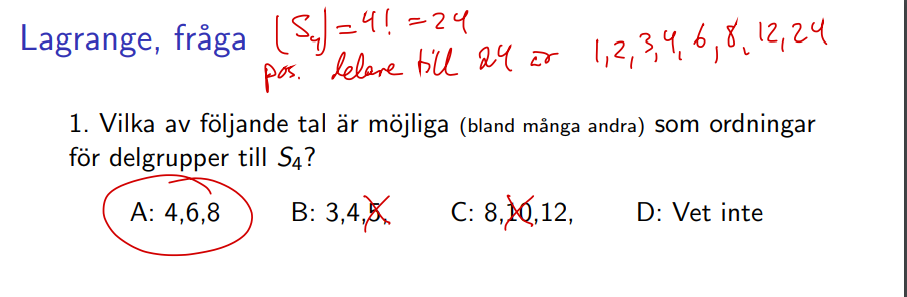 Lagrange, fråga |S₄| = 4! = 24
pos. delare till 24 är 1,2,3,4,6,8,12,24
1. Vilka av följande tal är möjliga (bland många andra) som ordningar
för delgrupper till S₄?
A: 4,6,8 B: 3,4,5, C: 8,10,12, D: Vet inte